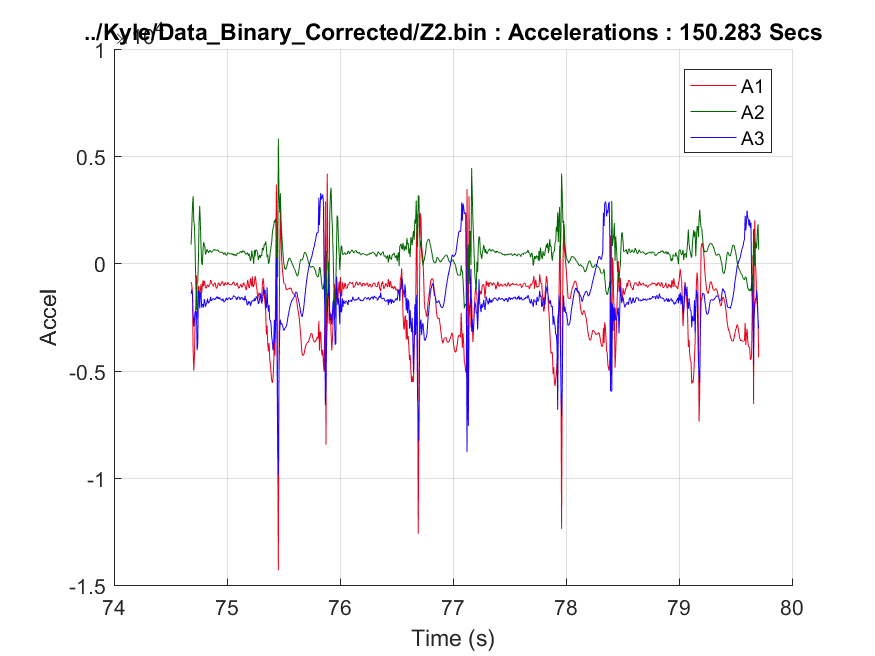 ../Kyle/Data_Binary_Corrected/Z2.bin : Accelerations : 150.283 Secs
1
A1
A2
A3
0.5
0
Accel
-0.5
-1
-1.5
74 75 76 77 78 79 80
Time (s)